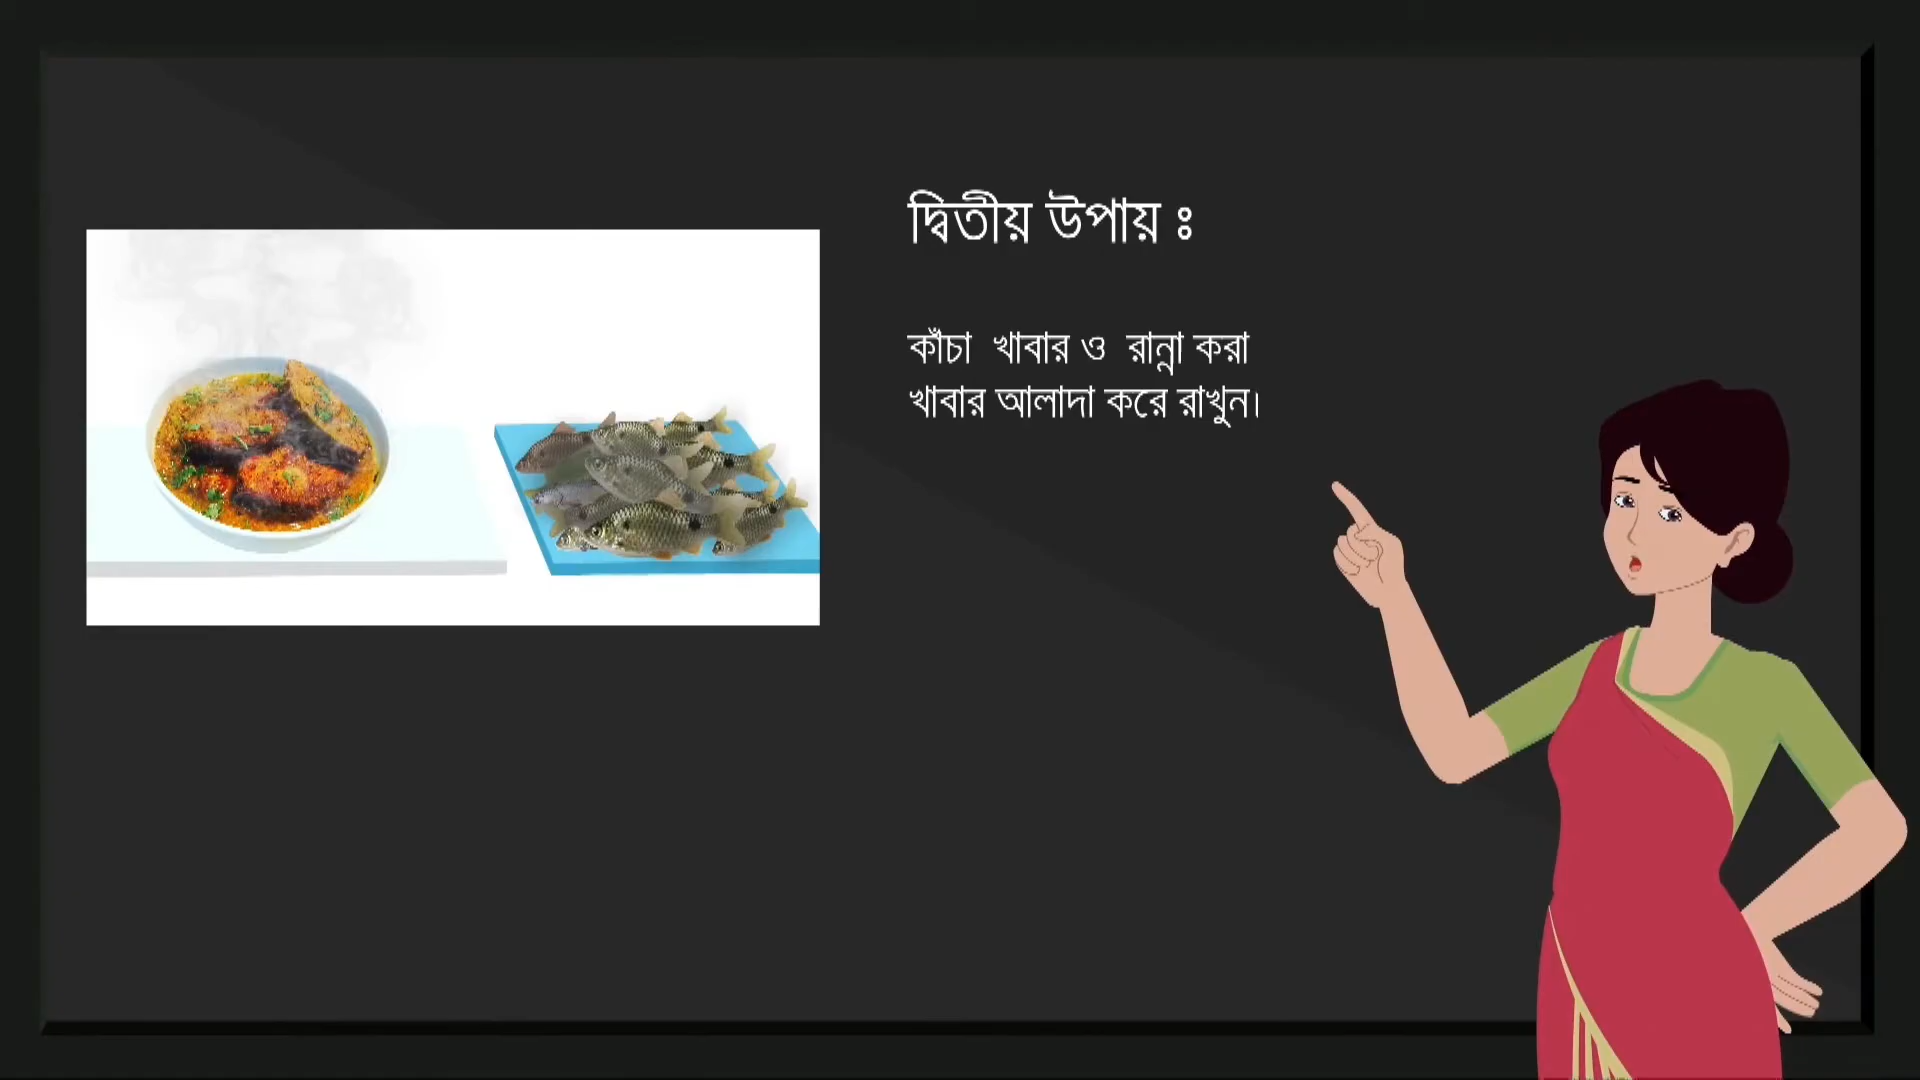 দ্বিতীয় উপায় ঃ
কাঁচা খাবার ও রান্না করা
খাবার আলাদা করে রাখুন।